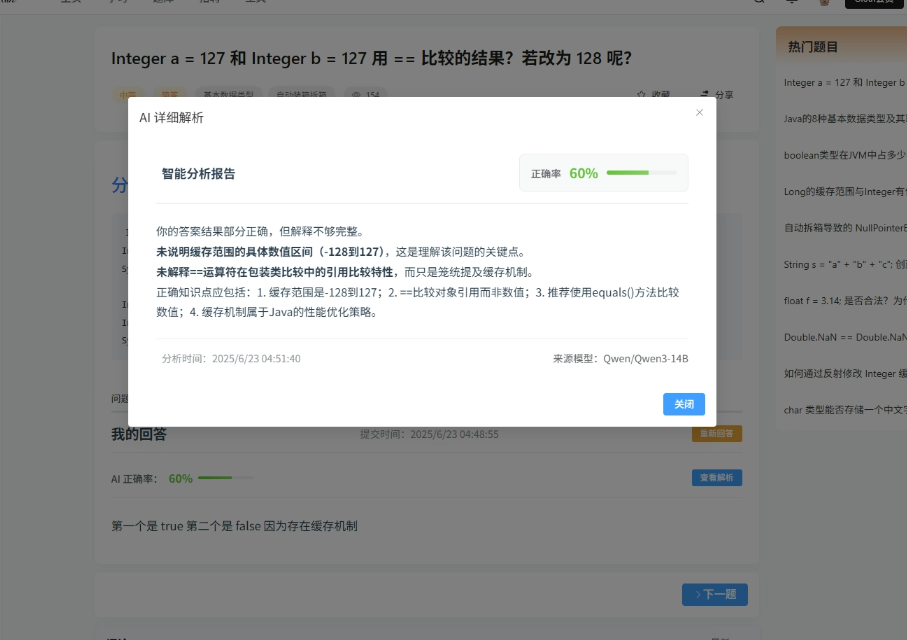 Integer a = 127 和 Integer b = 127 用 == 比较的结果？若改为 128 呢？
基本数据类型
自动装箱拆箱
154
收藏
分享
AI 详细解析
×
智能分析报告
正确率 60%
你的答案结果部分正确，但解释不够完整。
未说明缓存范围的具体数值区间（-128到127），这是理解该问题的关键点。
未解释==运算符在包装类比较中的引用比较特性，而只是笼统提及缓存机制。
正确知识点应包括：1. 缓存范围是-128到127；2. ==比较对象引用而非数值；3. 推荐使用equals()方法比较
数值；4. 缓存机制属于Java的性能优化策略。
分析时间：2025/6/23 04:51:40
来源模型：Qwen/Qwen3-14B
关闭
我的回答
提交时间：2025/6/23 04:48:55
重新回答
AI 正确率： 60%
查看解析
第一个是 true 第二个是 false 因为存在缓存机制
下一题
热门题目
Integer a = 127 和 Integer b
Java的8种基本数据类型及其
boolean类型在JVM中占多少
Long的缓存范围与Integer有
自动拆箱导致的 NullPointerE
String s = "a" + "b" + "c"; 创
float f = 3.14; 是否合法？为什
Double.NaN == Double.NaN
如何通过反射修改 Integer 缓
char 类型能否存储一个中文字